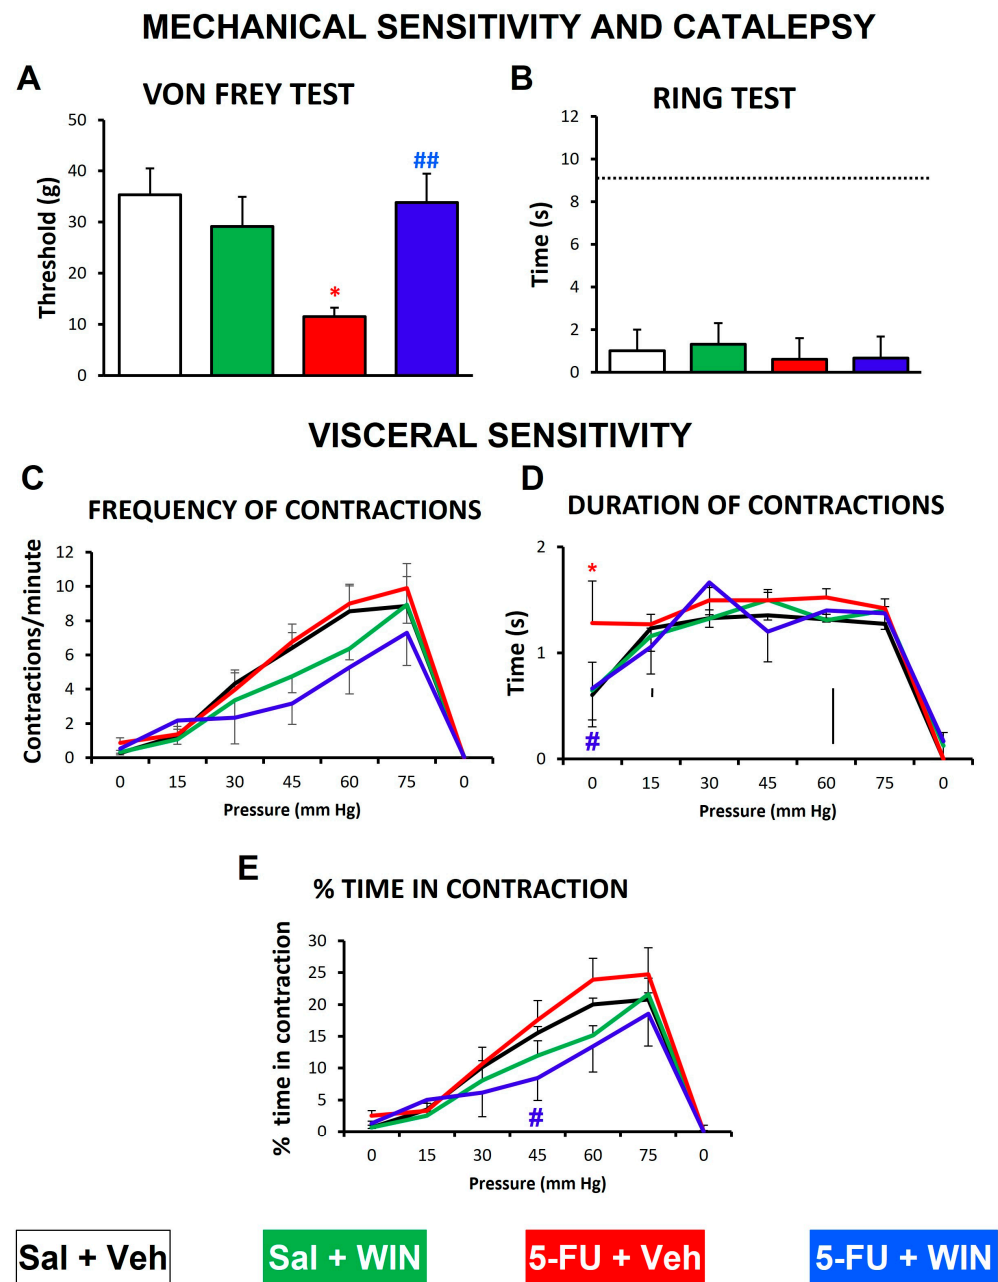 MECHANICAL SENSITIVITY AND CATALEPSY
A
VON FREY TEST
Threshold (g)
50
40
30
20
10
0
*
##
B
RING TEST
Time (s)
12
10
8
6
4
2
0
VISCERAL SENSITIVITY
C
FREQUENCY OF CONTRACTIONS
Contractions/minute
12
10
8
6
4
2
0
0 15 30 45 60 75 0
Pressure (mm Hg)
D
DURATION OF CONTRACTIONS
Time (s)
2
1
0
*
#
0 15 30 45 60 75 0
Pressure (mm Hg)
E
% TIME IN CONTRACTION
% time in contraction
30
25
20
15
10
5
0
#
0 15 30 45 60 75 0
Pressure (mm Hg)
Sal + Veh Sal + WIN 5-FU + Veh 5-FU + WIN